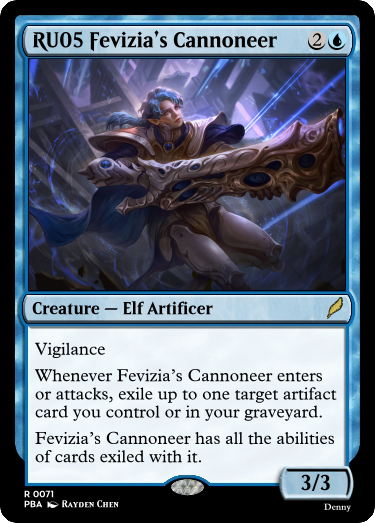 RU05 Fevizia's Cannoneer 2
Creature — Elf Artificer
Vigilance
Whenever Fevizia's Cannoneer enters
or attacks, exile up to one target artifact
card you control or in your graveyard.
Fevizia's Cannoneer has all the abilities
of cards exiled with it.
3/3
R 0071
PBA Rayden Chen
Denny